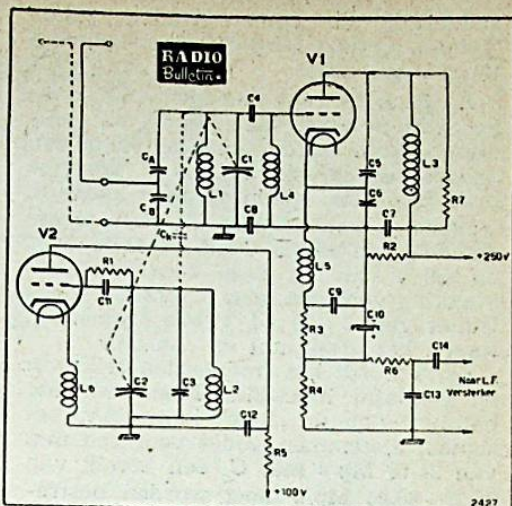 RADIO
Bulletin
V1
C4
CA
L1
C1
L4
C5
L3
C6
CB
R7
C8
C7
Ck
R2
+250V
V2
R1
C11
L5
C9
R3
C10
C14
R6
Naar L.F.
Versterker
L6
C2
C3
L2
R4
C13
C12
R5
+100V
2427